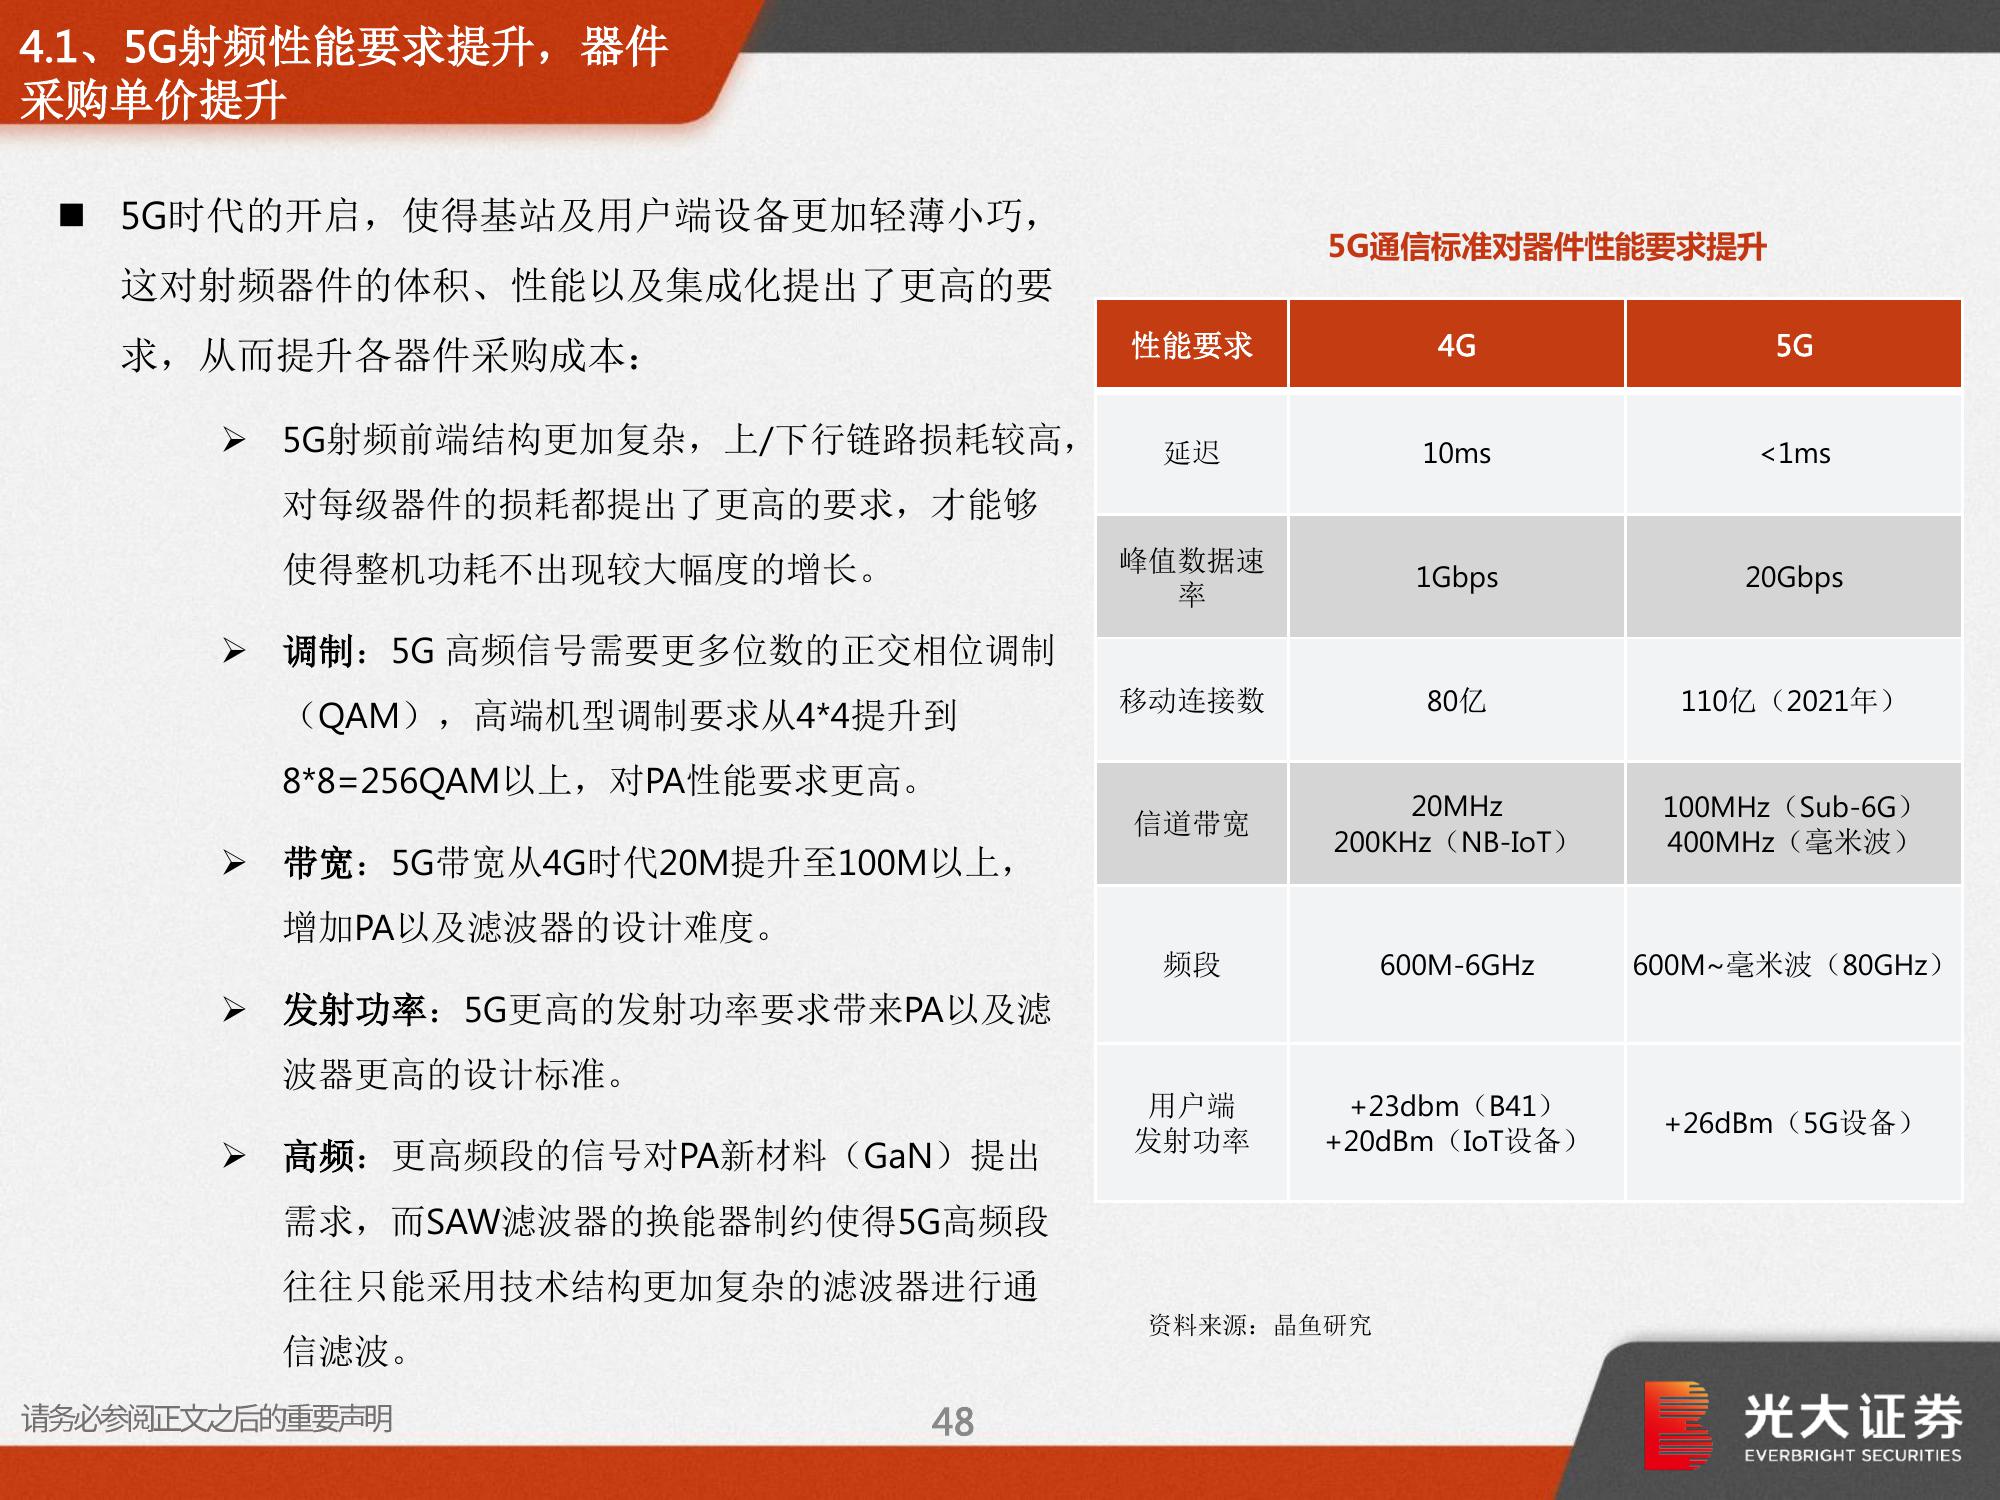 4.1、5G射频性能要求提升，器件
采购单价提升
■ 5G时代的开启，使得基站及用户端设备更加轻薄小巧，
这对射频器件的体积、性能以及集成化提出了更高的要
求，从而提升各器件采购成本：
➢ 5G射频前端结构更加复杂，上/下行链路损耗较高，
对每级器件的损耗都提出了更高的要求，才能够
使得整机功耗不出现较大幅度的增长。
➢ 调制：5G 高频信号需要更多位数的正交相位调制
（QAM），高端机型调制要求从4*4提升到
8*8=256QAM以上，对PA性能要求更高。
➢ 带宽：5G带宽从4G时代20M提升至100M以上，
增加PA以及滤波器的设计难度。
➢ 发射功率：5G更高的发射功率要求带来PA以及滤
波器更高的设计标准。
➢ 高频：更高频段的信号对PA新材料（GaN）提出
需求，而SAW滤波器的换能器制约使得5G高频段
往往只能采用技术结构更加复杂的滤波器进行通
信滤波。
5G通信标准对器件性能要求提升
性能要求 4G 5G
延迟 10ms <1ms
峰值数据速
率 1Gbps 20Gbps
移动连接数 80亿 110亿（2021年）
信道带宽 20MHz 100MHz（Sub-6G）
200KHz（NB-IoT） 400MHz（毫米波）
频段 600M-6GHz 600M~毫米波（80GHz）
用户端 +23dbm（B41）
发射功率 +20dBm（IoT设备） +26dBm（5G设备）
资料来源：晶鱼研究
请务必参阅正文之后的重要声明
48
光大证券
EVERBRIGHT SECURITIES